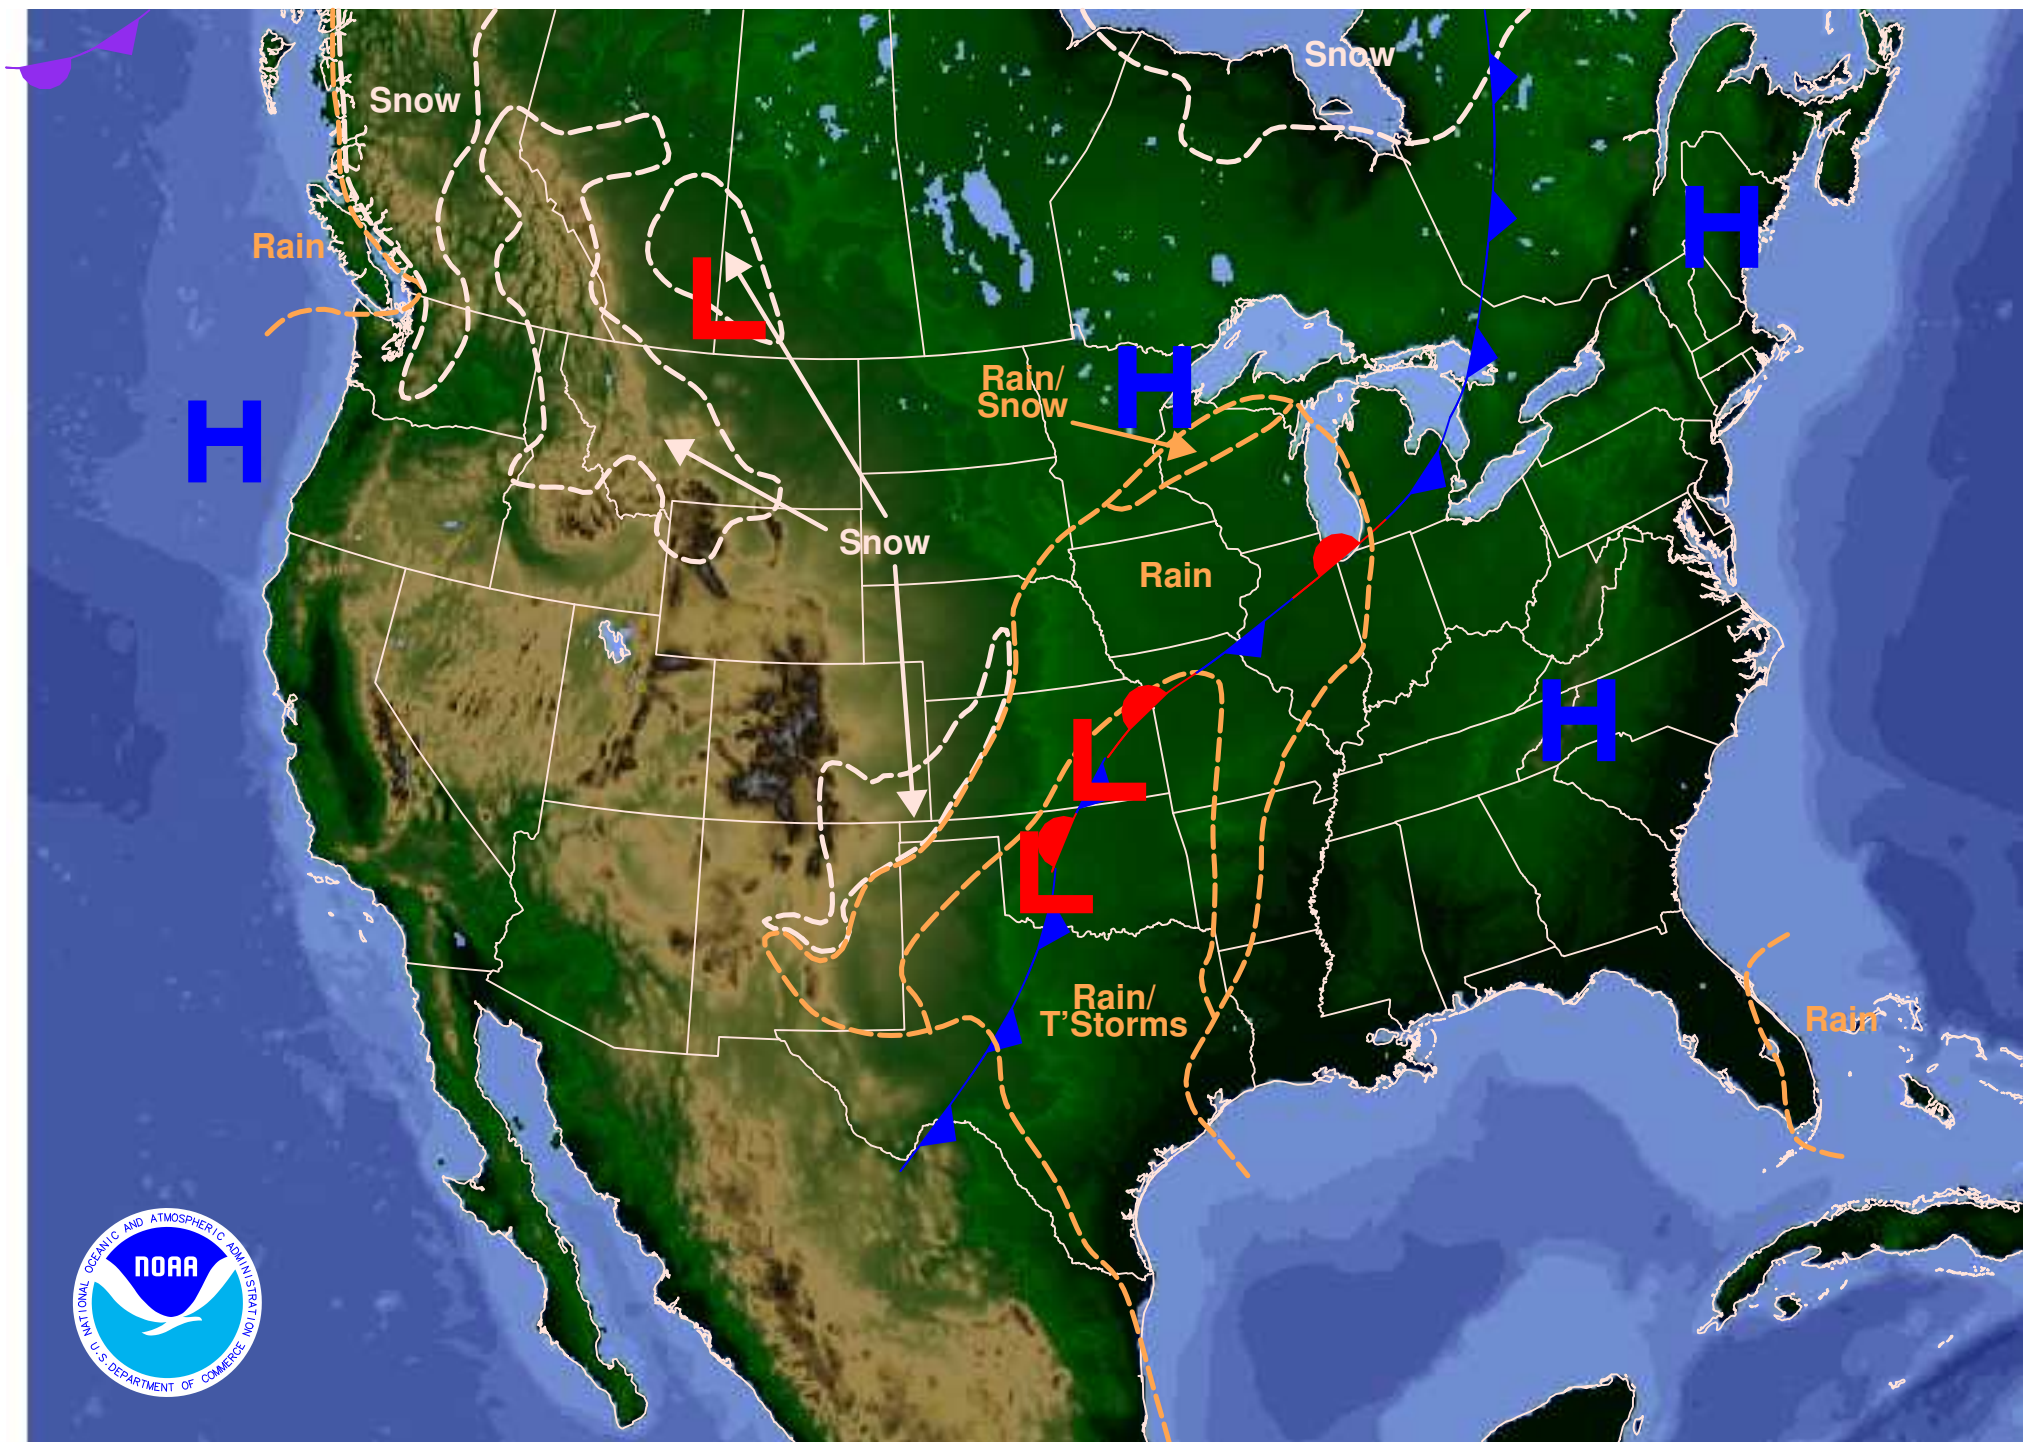 Snow
Snow
Rain
L
H
H
Rain/
Snow
H
Snow
Rain
H
L
L
Rain/
T'Storms
Rain
NATIONAL OCEANIC AND ATMOSPHERIC ADMINISTRATION
NOAA
U.S. DEPARTMENT OF COMMERCE